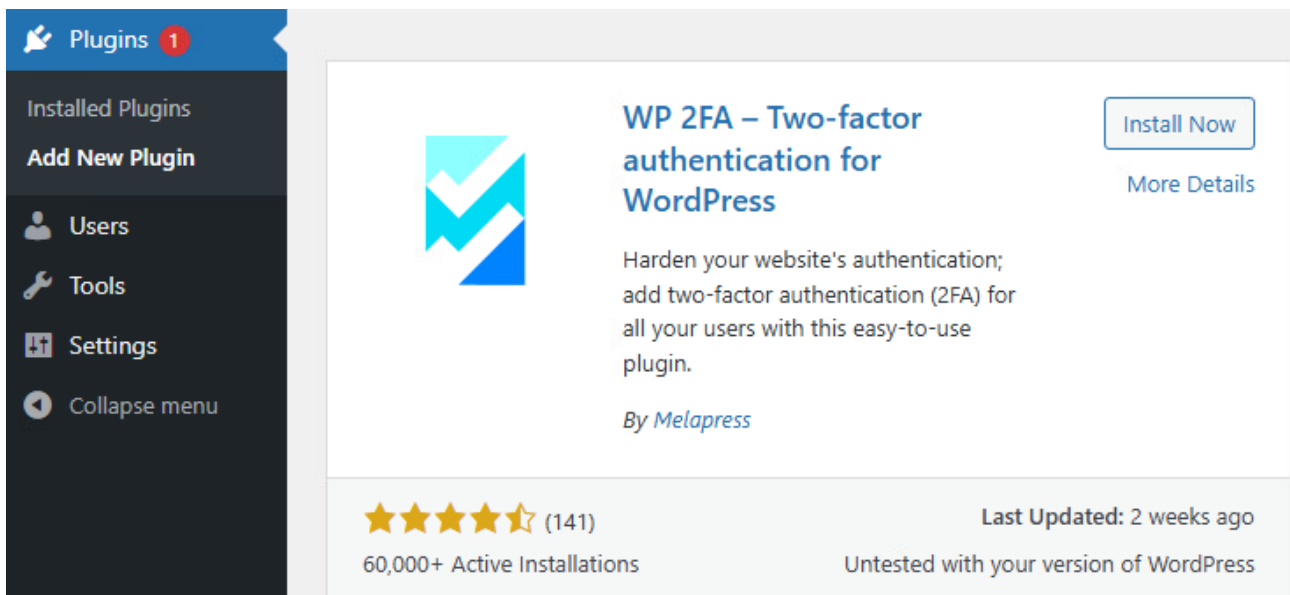 Plugins 1
Installed Plugins
Add New Plugin
Users
Tools
Settings
Collapse menu
WP 2FA – Two-factor
authentication for
WordPress
Install Now
More Details
Harden your website's authentication;
add two-factor authentication (2FA) for
all your users with this easy-to-use
plugin.
By Melapress
(141)
60,000+ Active Installations
Last Updated: 2 weeks ago
Untested with your version of WordPress